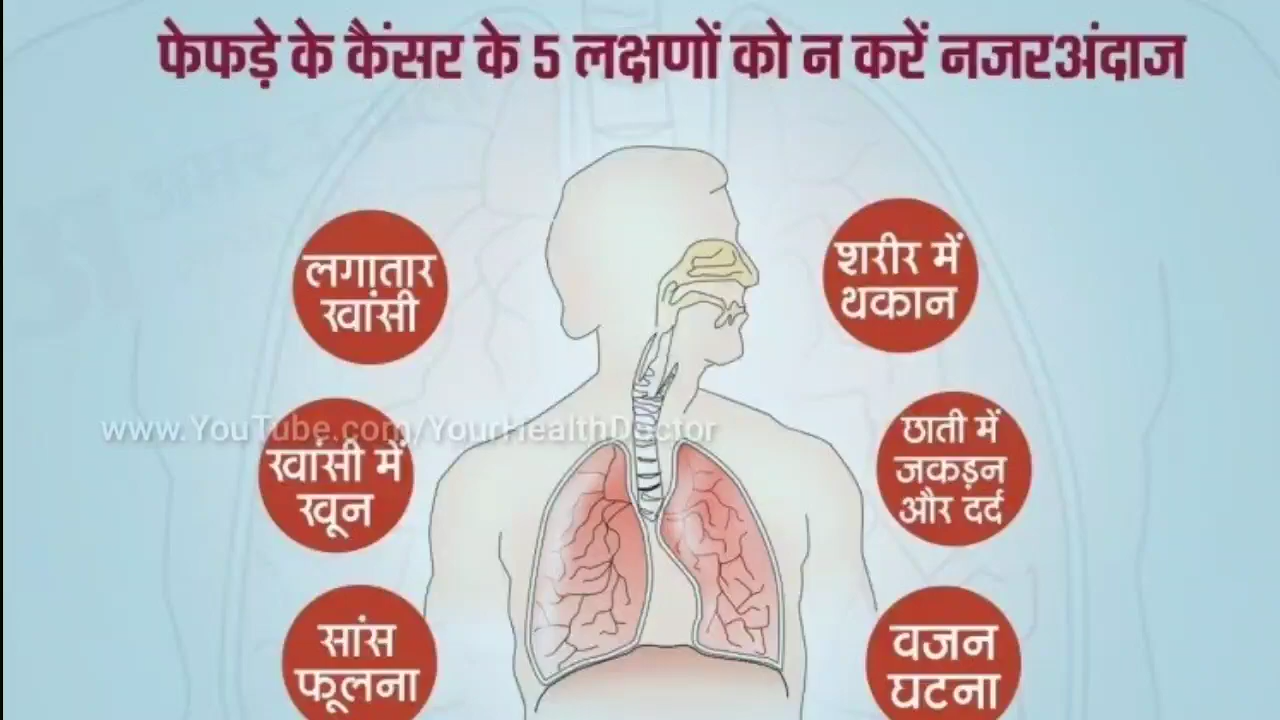 फेफड़े के कैंसर के 5 लक्षणों को न करें नजरअंदाज
लगातार
खांसी
शरीर में
थकान
www.YouTube.com/YourHealthDoctor
खांसी में
खून
छाती में
जकड़न
और दर्द
सांस
फूलना
वजन
घटना